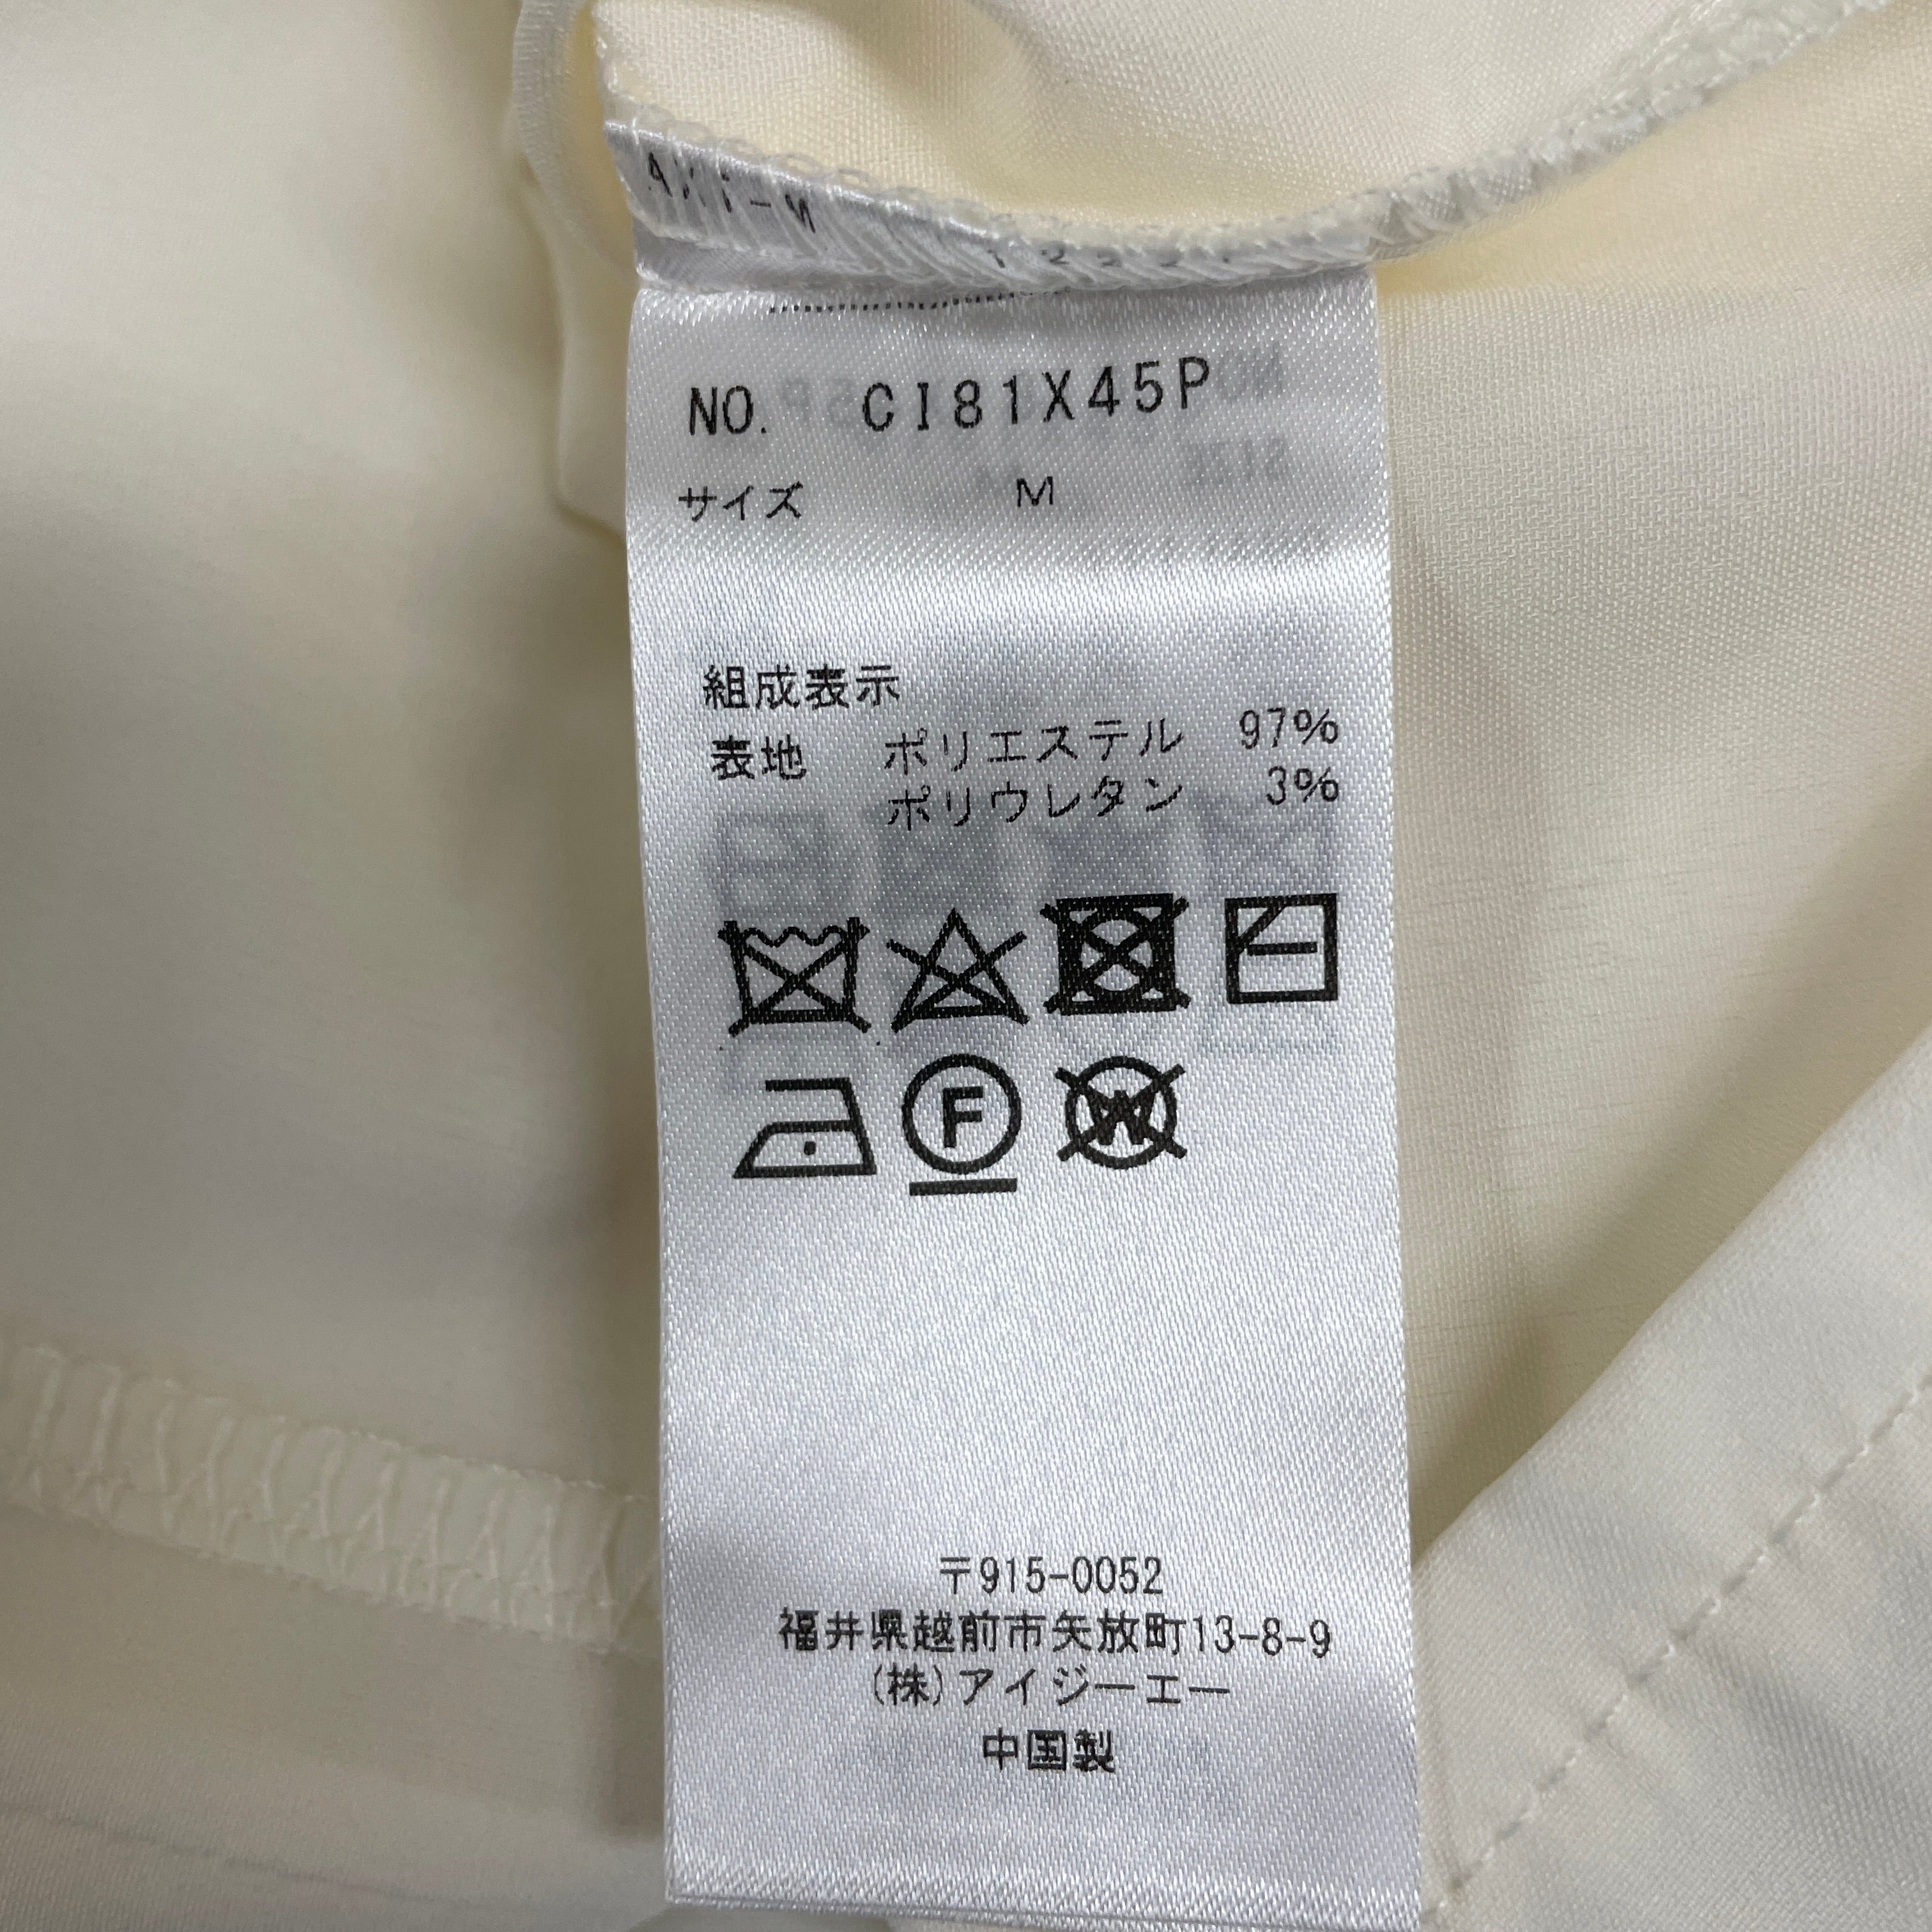 NO. CI81X45P
サイズ M
組成表示
表地 ポリエステル 97%
ポリウレタン 3%
F
W
〒915-0052
福井県越前市矢放町13-8-9
(株)アイジーエー
中国製